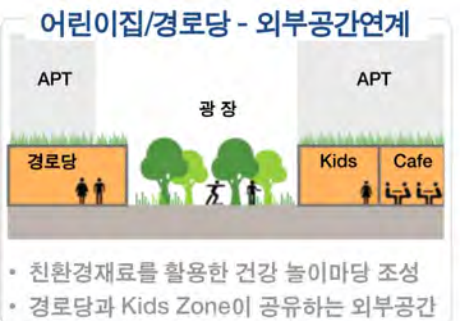 어린이집/경로당 - 외부공간연계
APT
APT
광 장
경로당
Kids
Cafe
• 친환경재료를 활용한 건강 놀이마당 조성
• 경로당과 Kids Zone이 공유하는 외부공간